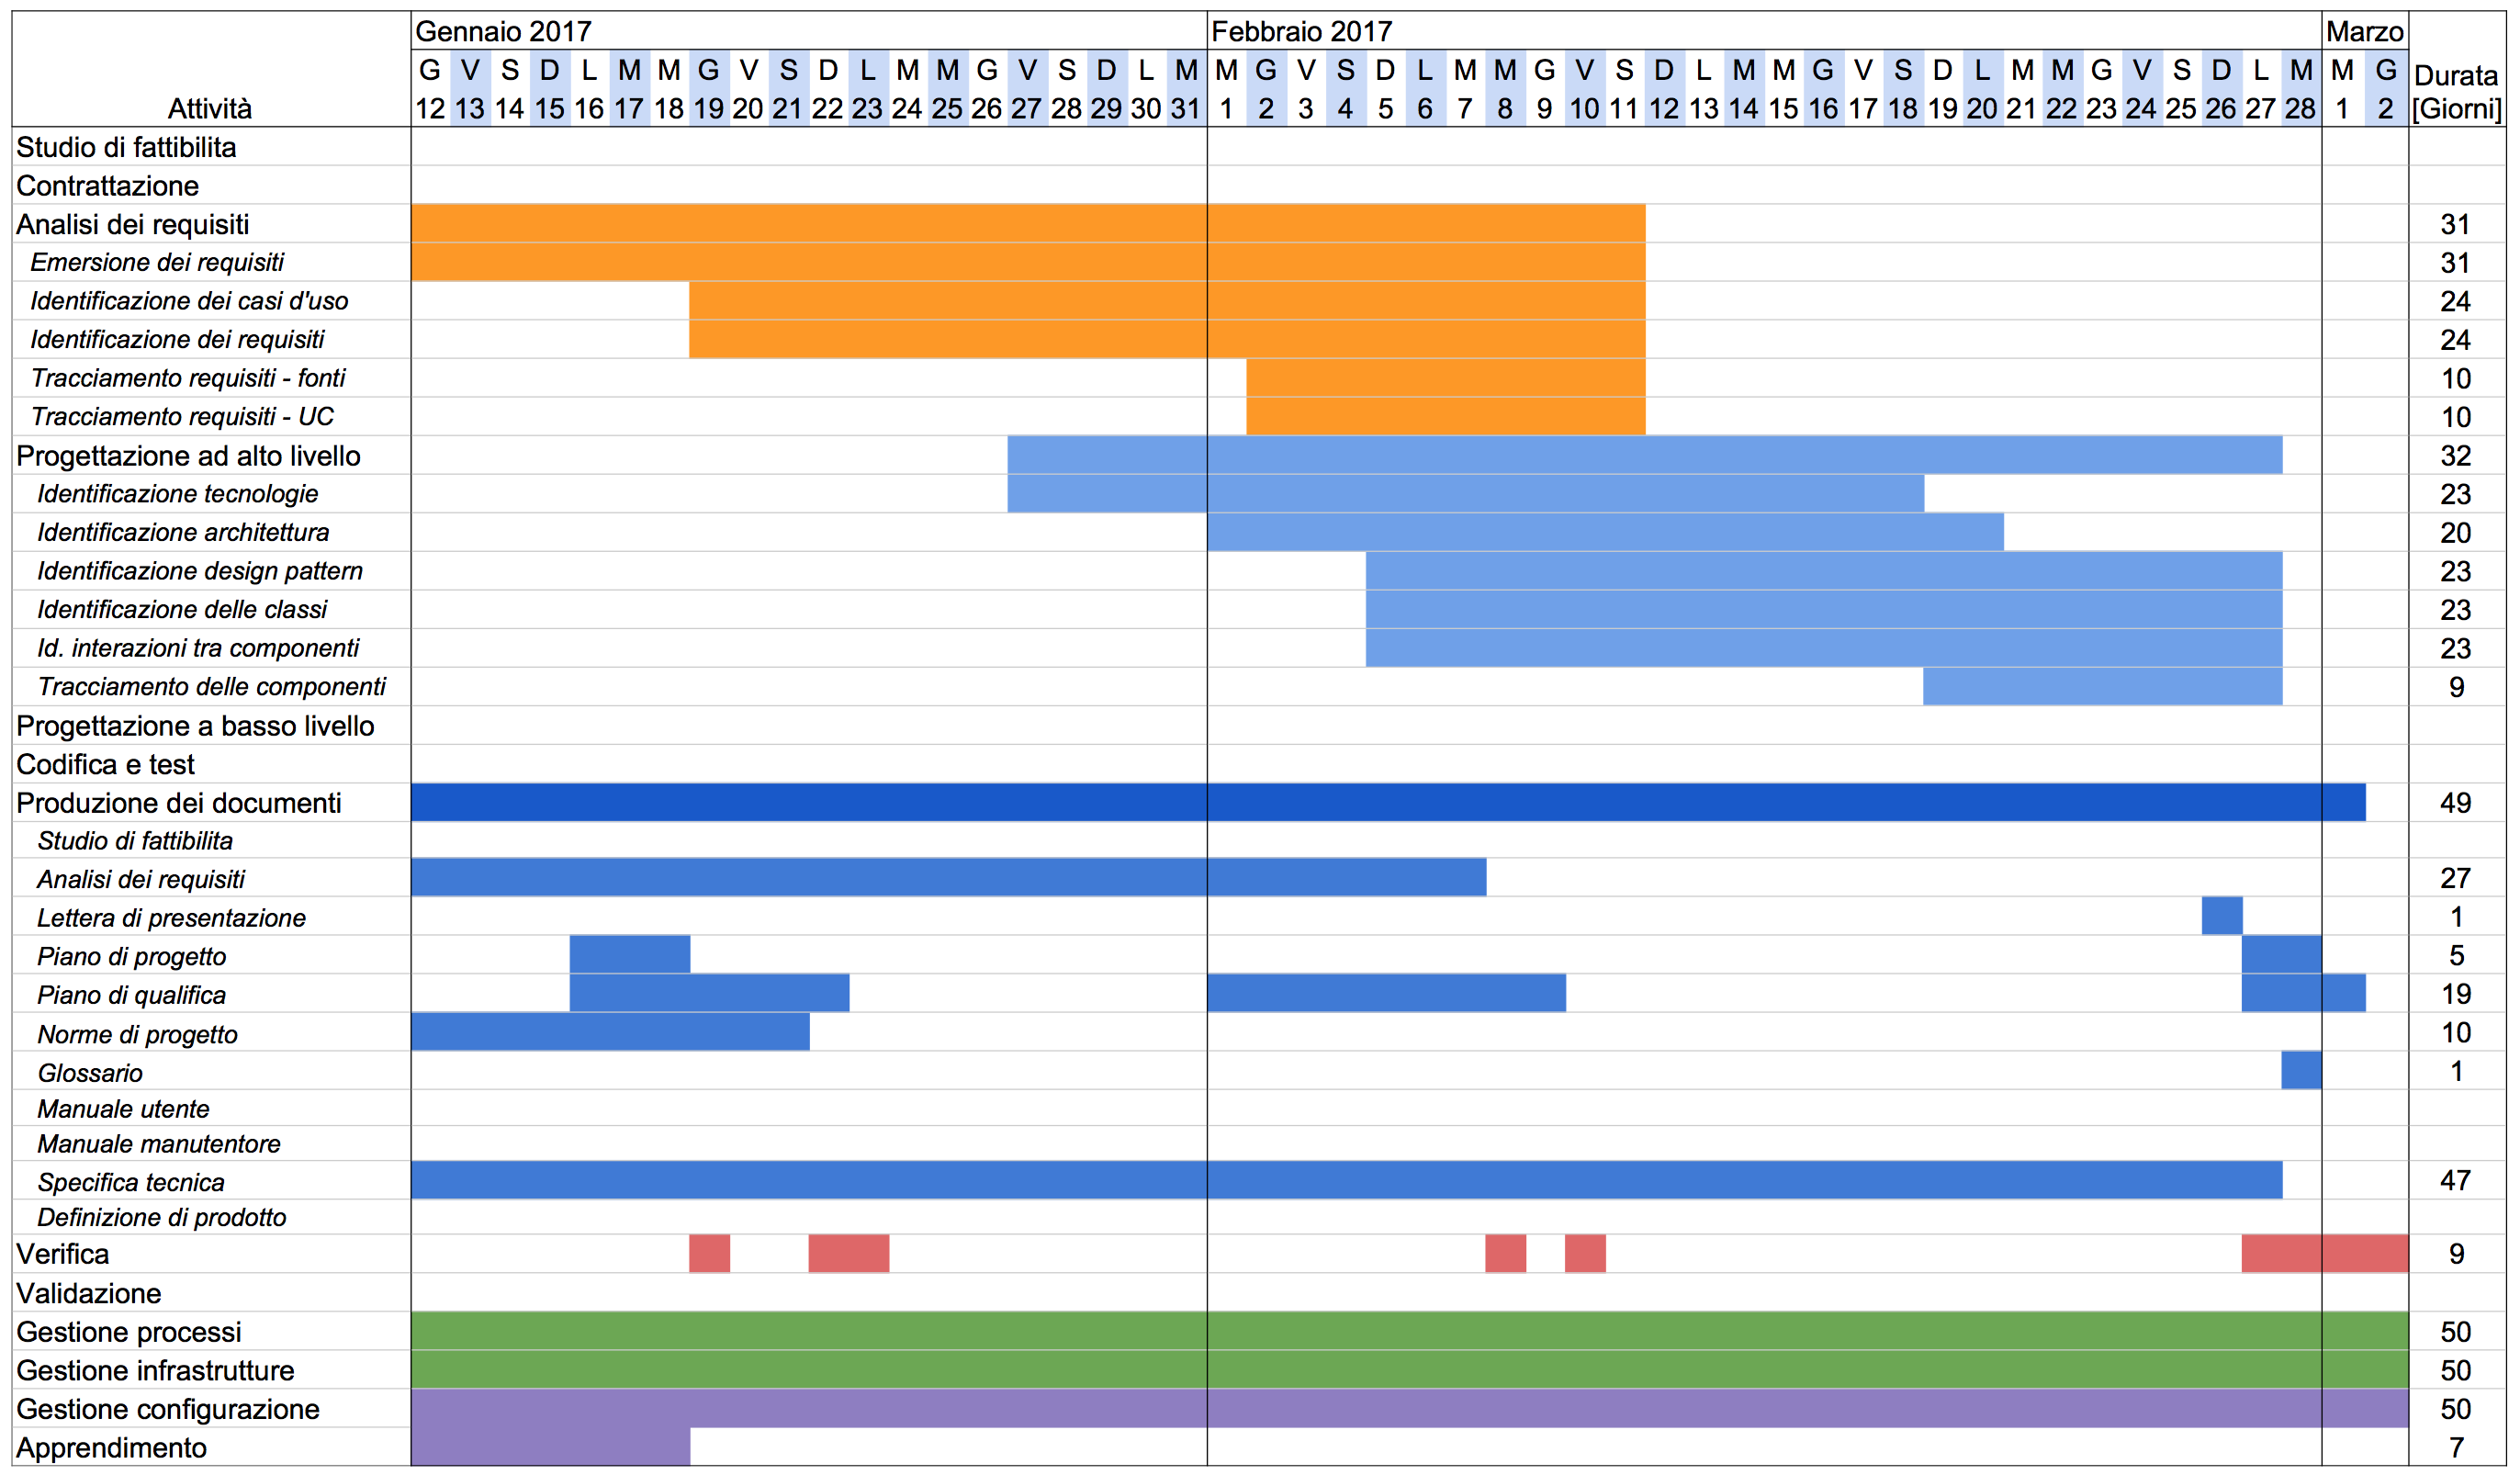 Gennaio 2017 Febbraio 2017 Marzo
G V S D L M M G V S D L M M G V S D L M M G V S D L M M G V S D L M M G V S D L M M G V S D L M M G Durata
Attività 12 13 14 15 16 17 18 19 20 21 22 23 24 25 26 27 28 29 30 31 1 2 3 4 5 6 7 8 9 10 11 12 13 14 15 16 17 18 19 20 21 22 23 24 25 26 27 28 1 2 [Giorni]
Studio di fattibilita
Contrattazione
Analisi dei requisiti 31
Emersione dei requisiti 31
Identificazione dei casi d'uso 24
Identificazione dei requisiti 24
Tracciamento requisiti - fonti 10
Tracciamento requisiti - UC 10
Progettazione ad alto livello 32
Identificazione tecnologie 23
Identificazione architettura 20
Identificazione design pattern 23
Identificazione delle classi 23
Id. interazioni tra componenti 23
Tracciamento delle componenti 9
Progettazione a basso livello
Codifica e test
Produzione dei documenti 49
Studio di fattibilita
Analisi dei requisiti 27
Lettera di presentazione 1
Piano di progetto 5
Piano di qualifica 19
Norme di progetto 10
Glossario 1
Manuale utente
Manuale manutentore
Specifica tecnica 47
Definizione di prodotto
Verifica 9
Validazione
Gestione processi 50
Gestione infrastrutture 50
Gestione configurazione 50
Apprendimento 7